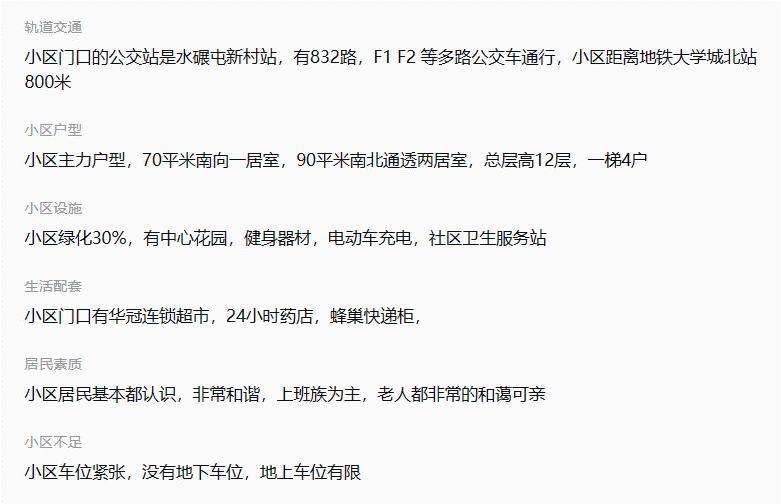 轨道交通
小区门口的公交站是水碾屯新村站，有832路，F1 F2 等多路公交车通行，小区距离地铁大学城北站
800米
小区户型
小区主力户型，70平米南向一居室，90平米南北通透两居室，总层高12层，一梯4户
小区设施
小区绿化30%，有中心花园，健身器材，电动车充电，社区卫生服务站
生活配套
小区门口有华冠连锁超市，24小时药店，蜂巢快递柜，
居民素质
小区居民基本都认识，非常和谐，上班族为主，老人都非常的和蔼可亲
小区不足
小区车位紧张，没有地下车位，地上车位有限